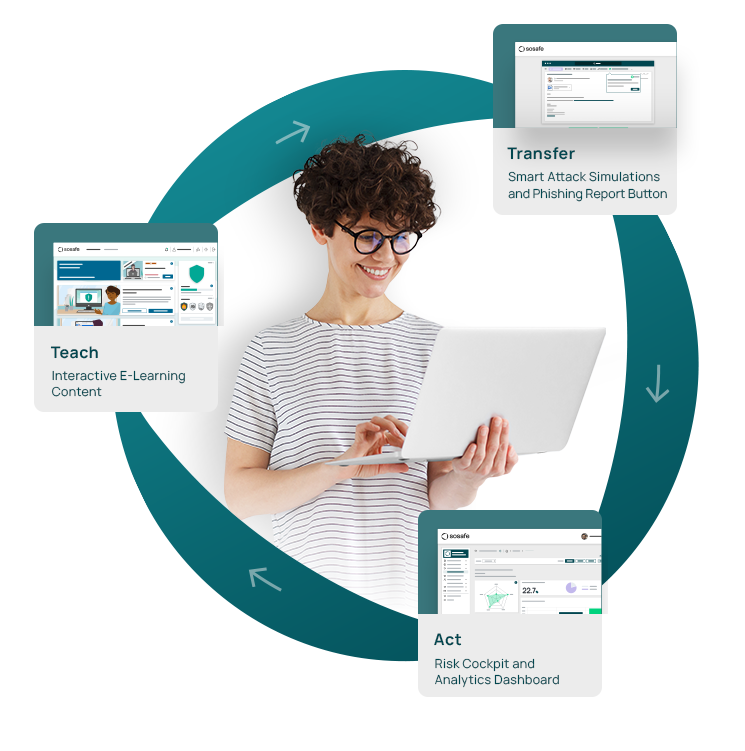 sosafe
Transfer
Smart Attack Simulations
and Phishing Report Button
sosafe
Teach
Interactive E-Learning
Content
sosafe
22.7%
Act
Risk Cockpit and
Analytics Dashboard